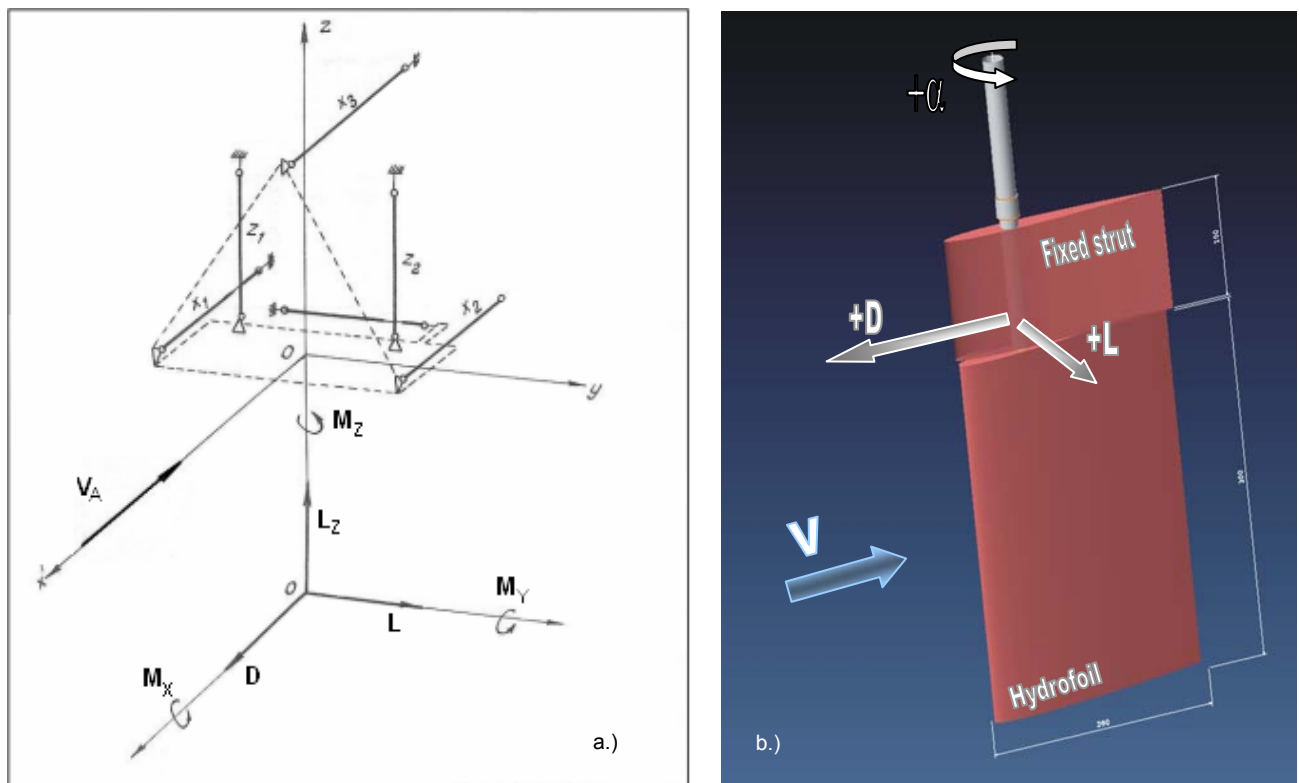 z
x3
z1
z2
x1
x2
o
y
MZ
VA
LZ
x
o
MY
L
MX
D
a.)
+α
Fixed strut
+D
+L
V
Hydrofoil
b.)